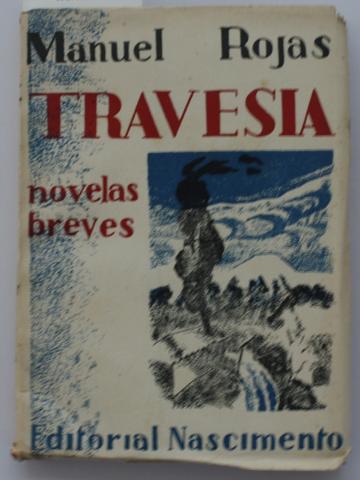 Manuel Rojas
TRAVESIA
novelas
breves
Editorial Nascimento